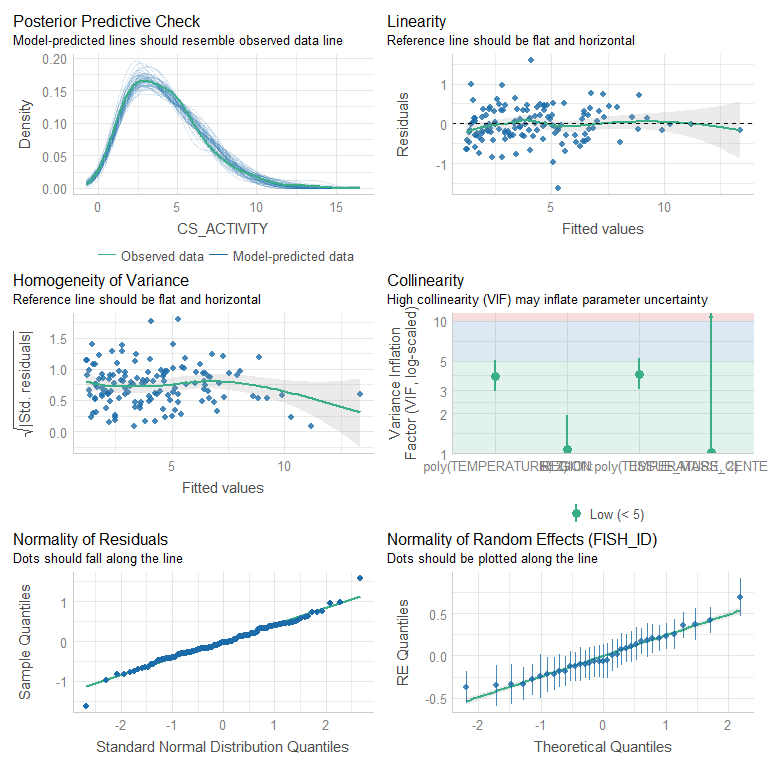 Posterior Predictive Check
Model-predicted lines should resemble observed data line
Density
0.20
0.15
0.10
0.05
0.00
0
5
10
15
CS_ACTIVITY
Observed data
Model-predicted data
Linearity
Reference line should be flat and horizontal
Residuals
1
0
-1
5
10
Fitted values
Homogeneity of Variance
Reference line should be flat and horizontal
√|Std. residuals|
1.5
1.0
0.5
0.0
5
10
Fitted values
Collinearity
High collinearity (VIF) may inflate parameter uncertainty
Variance Inflation
Factor (VIF, log-scaled)
10
5
3
2
1
poly(TEMPERATURE
Low (< 5)
Normality of Residuals
Dots should fall along the line
Sample Quantiles
1
0
-1
-2
-1
0
1
2
Standard Normal Distribution Quantiles
Normality of Random Effects (FISH_ID)
Dots should be plotted along the line
RE Quantiles
0.5
0.0
-0.5
-2
-1
0
1
2
Theoretical Quantiles